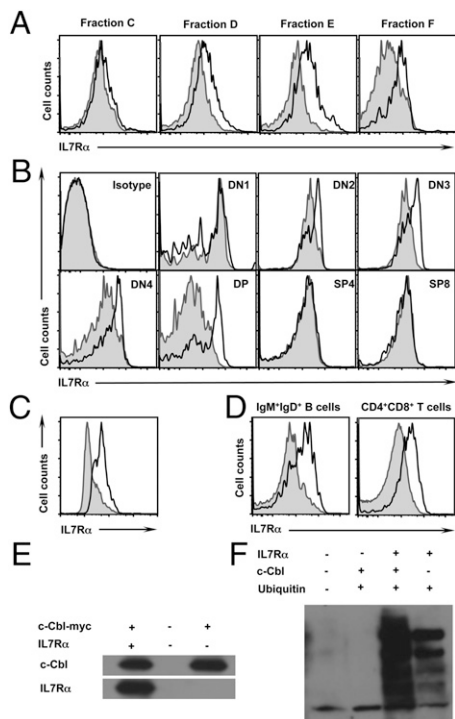 A
Fraction C Fraction D Fraction E Fraction F
Cell counts
IL7Rα
B
Isotype DN1 DN2 DN3
Cell counts
DN4 DP SP4 SP8
Cell counts
IL7Rα
C
Cell counts
IL7Rα
D
IgM+IgD+ B cells CD4+CD8+ T cells
Cell counts
IL7Rα
E
c-Cbl-myc + - +
IL7Rα + - -
c-Cbl
IL7Rα
F
IL7Rα - - + +
c-Cbl - + + -
Ubiquitin - + + +